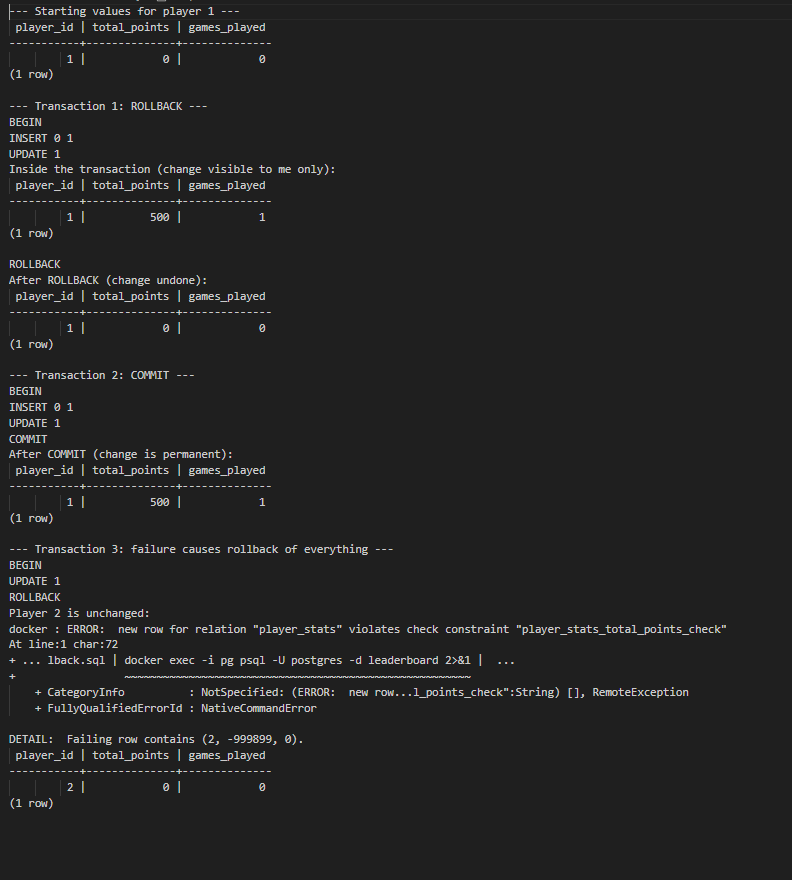 --- Starting values for player 1 ---
 player_id | total_points | games_played
-----------+--------------+--------------
         1 |            0 |            0
(1 row)

--- Transaction 1: ROLLBACK ---
BEGIN
INSERT 0 1
UPDATE 1
Inside the transaction (change visible to me only):
 player_id | total_points | games_played
-----------+--------------+--------------
         1 |          500 |            1
(1 row)

ROLLBACK
After ROLLBACK (change undone):
 player_id | total_points | games_played
-----------+--------------+--------------
         1 |            0 |            0
(1 row)

--- Transaction 2: COMMIT ---
BEGIN
INSERT 0 1
UPDATE 1
COMMIT
After COMMIT (change is permanent):
 player_id | total_points | games_played
-----------+--------------+--------------
         1 |          500 |            1
(1 row)

--- Transaction 3: failure causes rollback of everything ---
BEGIN
UPDATE 1
ROLLBACK
Player 2 is unchanged:
docker : ERROR:  new row for relation "player_stats" violates check constraint "player_stats_total_points_check"
At line:1 char:72
+ ... lback.sql | docker exec -i pg psql -U postgres -d leaderboard 2>&1 |  ...
+                 ~~~~~~~~~~~~~~~~~~~~~~~~~~~~~~~~~~~~~~~~~~~~~~~~~~~~~~
    + CategoryInfo          : NotSpecified: (ERROR:  new row...l_points_check":String) [], RemoteException
    + FullyQualifiedErrorId : NativeCommandError

DETAIL:  Failing row contains (2, -999899, 0).
 player_id | total_points | games_played
-----------+--------------+--------------
         2 |            0 |            0
(1 row)